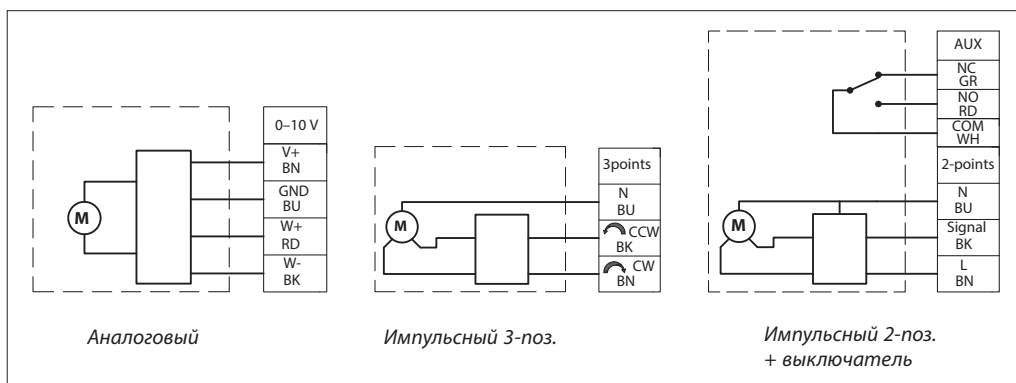 0–10 V
V+
BN
GND
BU
W+
RD
W-
BK
M
Аналоговый
3points
N
BU
CCW
BK
CW
BN
M
Импульсный 3-поз.
AUX
NC
GR
NO
RD
COM
WH
2-points
N
BU
Signal
BK
L
BN
M
Импульсный 2-поз.
+ выключатель